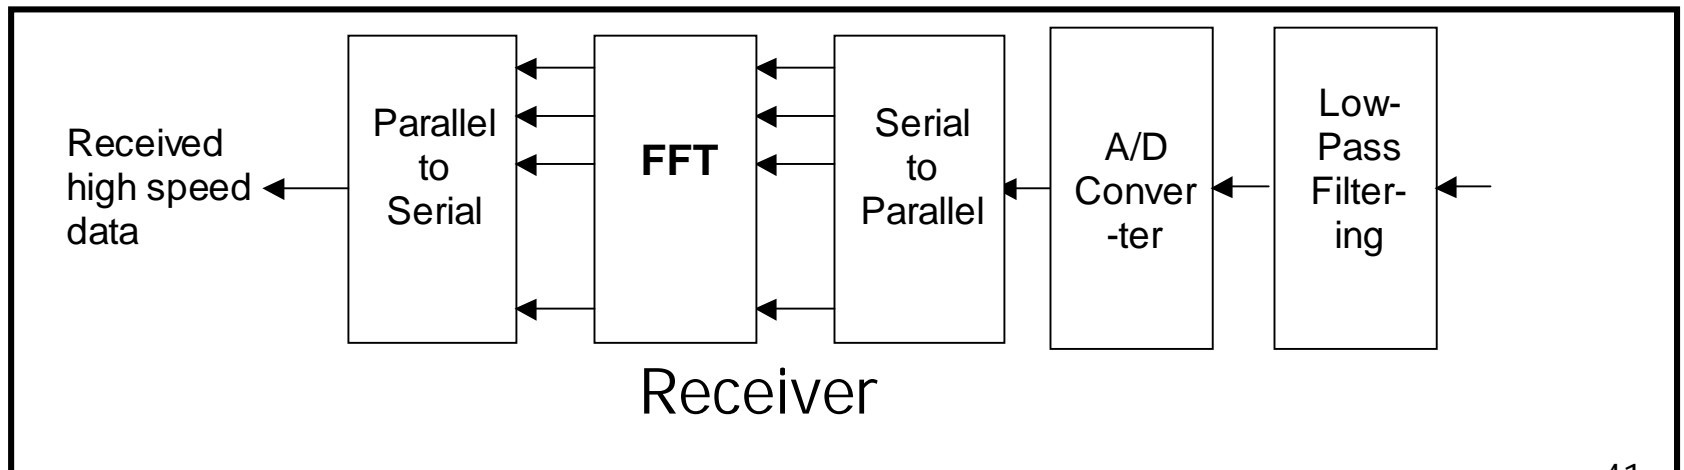 Received
high speed
data
Parallel
to
Serial
FFT
Serial
to
Parallel
A/D
Conver
-ter
Low-
Pass
Filter-
ing
Receiver